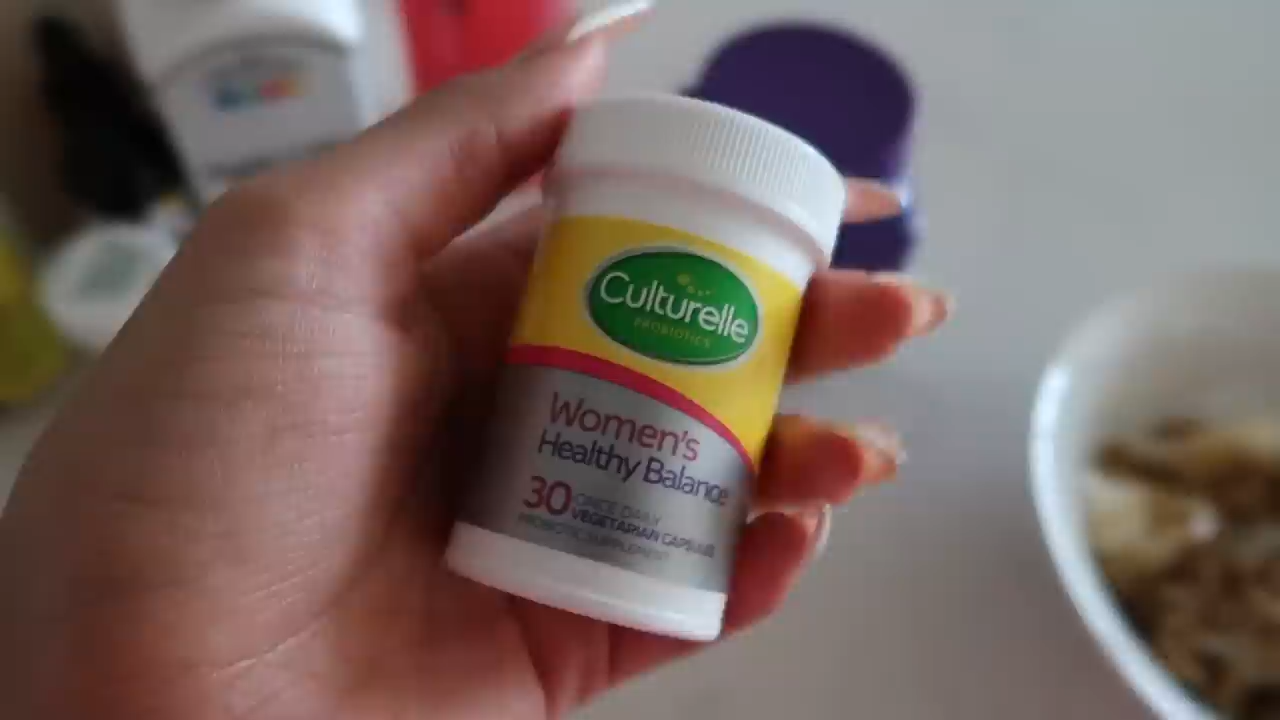 Culturelle
PROBIOTICS
Women's
Healthy Balance
30 ONCE DAILY
VEGETARIAN CAPSULES
PROBIOTIC SUPPLEMENT